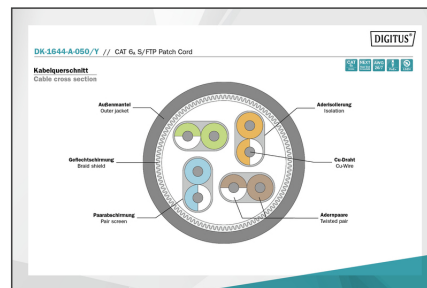 DIGITUS®
DK-1644-A-050/Y // CAT 6A S/FTP Patch Cord
Kabelquerschnitt
Cable cross section
Außenmantel
Outer jacket
Aderisolierung
Isolation
Geflechtschirmung
Braid shield
Cu-Draht
Cu-Wire
Paarabschirmung
Pair screen
Adernpaare
Twisted pair